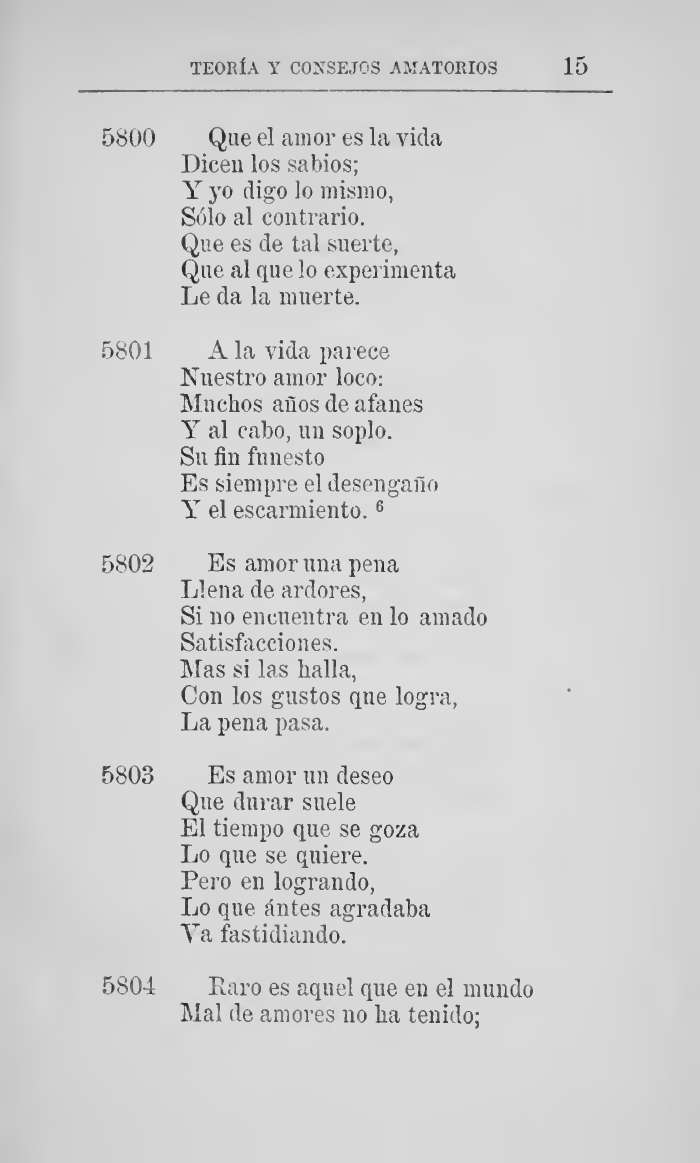 TEORÍA Y CONSEJOS AMATORIOS 15
5800 Que el amor es la vida
Dicen los sabios;
Y yo digo lo mismo,
Sólo al contrario.
Que es de tal suerte,
Que al que lo experimenta
Le da la muerte.
5801 A la vida parece
Nuestro amor loco:
Muchos años de afanes
Y al cabo, un soplo.
Su fin funesto
Es siempre el desengaño
Y el escarmiento. 6
5802 Es amor una pena
Llena de ardores,
Si no encuentra en lo amado
Satisfacciones.
Mas si las halla,
Con los gustos que logra,
La pena pasa.
5803 Es amor un deseo
Que durar suele
El tiempo que se goza
Lo que se quiere.
Pero en logrando,
Lo que ántes agradaba
Va fastidiando.
5804 Raro es aquel que en el mundo
Mal de amores no ha tenido;